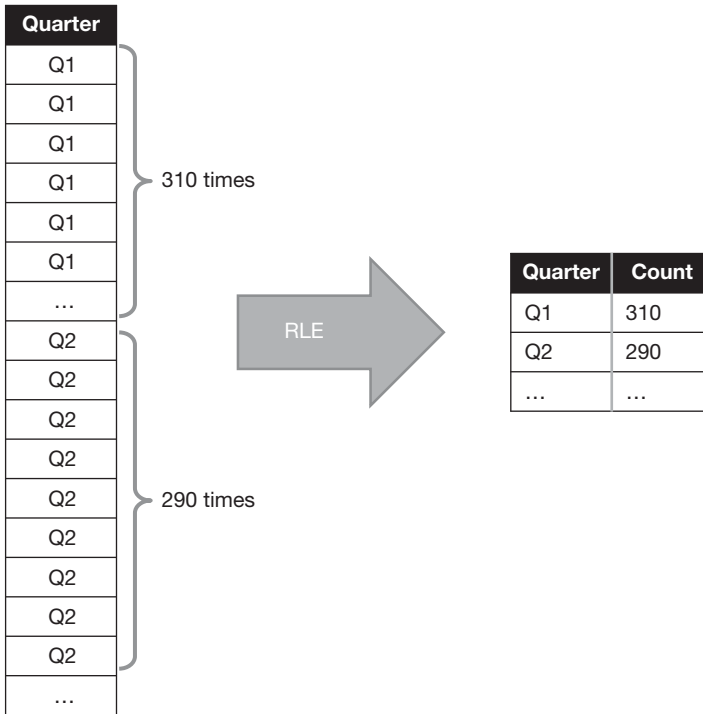 Quarter
Q1
Q1
Q1
Q1
Q1
Q1
...
Q2
Q2
Q2
Q2
Q2
Q2
Q2
Q2
Q2
...
310 times
290 times
RLE
Quarter Count
Q1 310
Q2 290
... ...